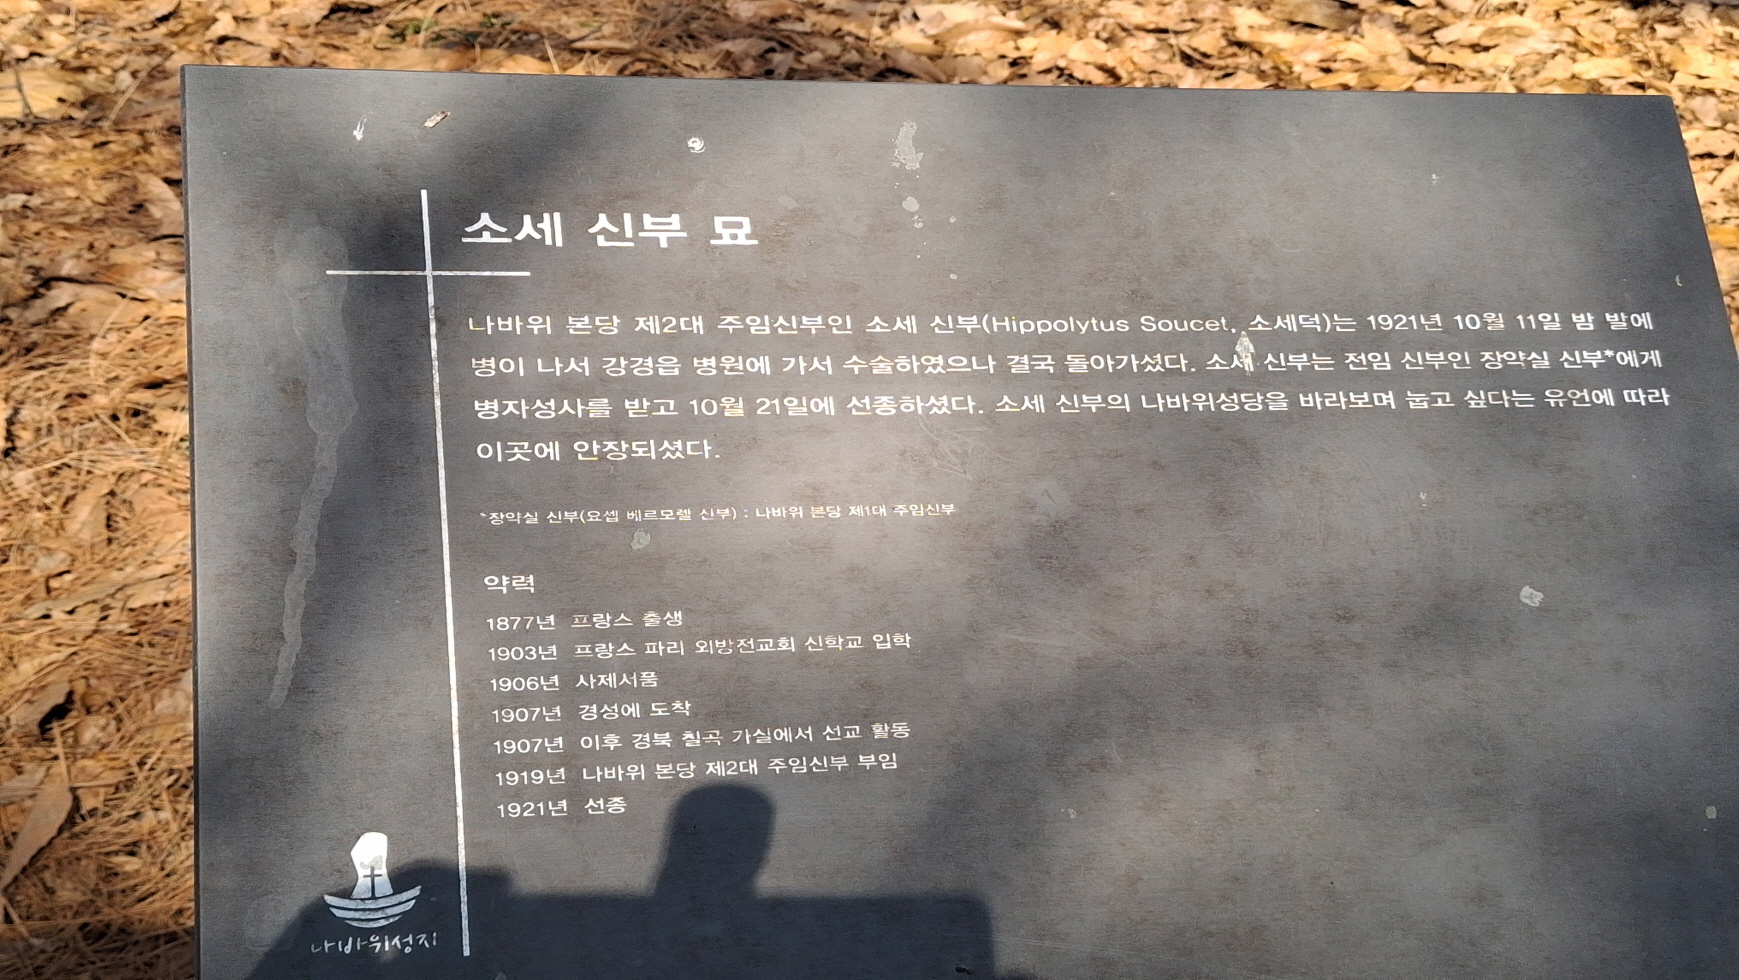 소세 신부 묘
나바위 본당 제2대 주임신부인 소세 신부(Hippolytus Soucet, 소세덕)는 1921년 10월 11일 밤 발에
병이 나서 강경읍 병원에 가서 수술하였으나 결국 돌아가셨다. 소세 신부는 전임 신부인 장약실 신부*에게
병자성사를 받고 10월 21일에 선종하셨다. 소세 신부의 나바위성당을 바라보며 눕고 싶다는 유언에 따라
이곳에 안장되셨다.
*장약실 신부(요셉 베르모렐 신부) : 나바위 본당 제1대 주임신부
약력
1877년 프랑스 출생
1903년 프랑스 파리 외방전교회 신학교 입학
1906년 사제서품
1907년 경성에 도착
1907년 이후 경북 칠곡 가실에서 선교 활동
1919년 나바위 본당 제2대 주임신부 부임
1921년 선종
나바위성지